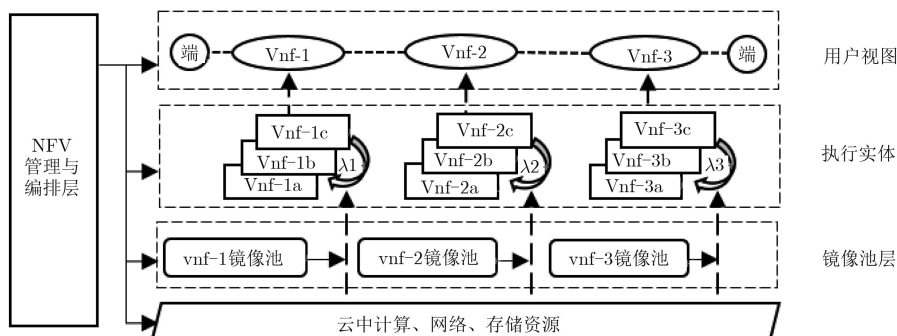 NFV
管理与
编排层
端
Vnf-1
Vnf-2
Vnf-3
端
用户视图
Vnf-1c
Vnf-1b
Vnf-1a
λ1
Vnf-2c
Vnf-2b
Vnf-2a
λ2
Vnf-3c
Vnf-3b
Vnf-3a
λ3
执行实体
vnf-1镜像池
vnf-2镜像池
vnf-3镜像池
镜像池层
云中计算、网络、存储资源